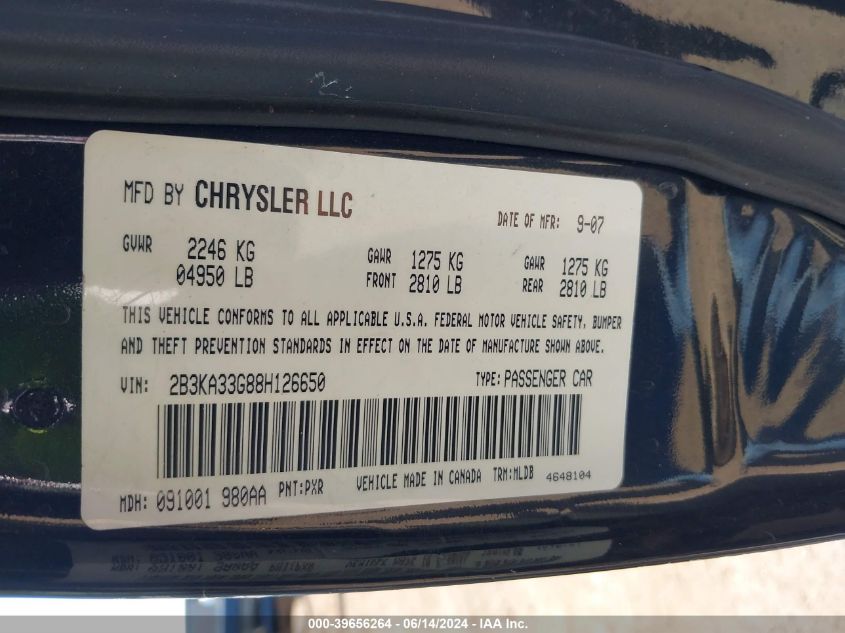 MFD BY CHRYSLER LLC DATE OF MFR: 9-07
GVWR 2246 KG GAWR 1275 KG GAWR 1275 KG
04950 LB FRONT 2810 LB REAR 2810 LB
THIS VEHICLE CONFORMS TO ALL APPLICABLE U.S.A. FEDERAL MOTOR VEHICLE SAFETY, BUMPER
AND THEFT PREVENTION STANDARDS IN EFFECT ON THE DATE OF MANUFACTURE SHOWN ABOVE.
VIN: 2B3KA33G88H126650 TYPE: PASSENGER CAR
MDH: 091001 980AA PNT:PXR VEHICLE MADE IN CANADA TRM:MLDB 4648104
000-39656264 - 06/14/2024 - IAA Inc.